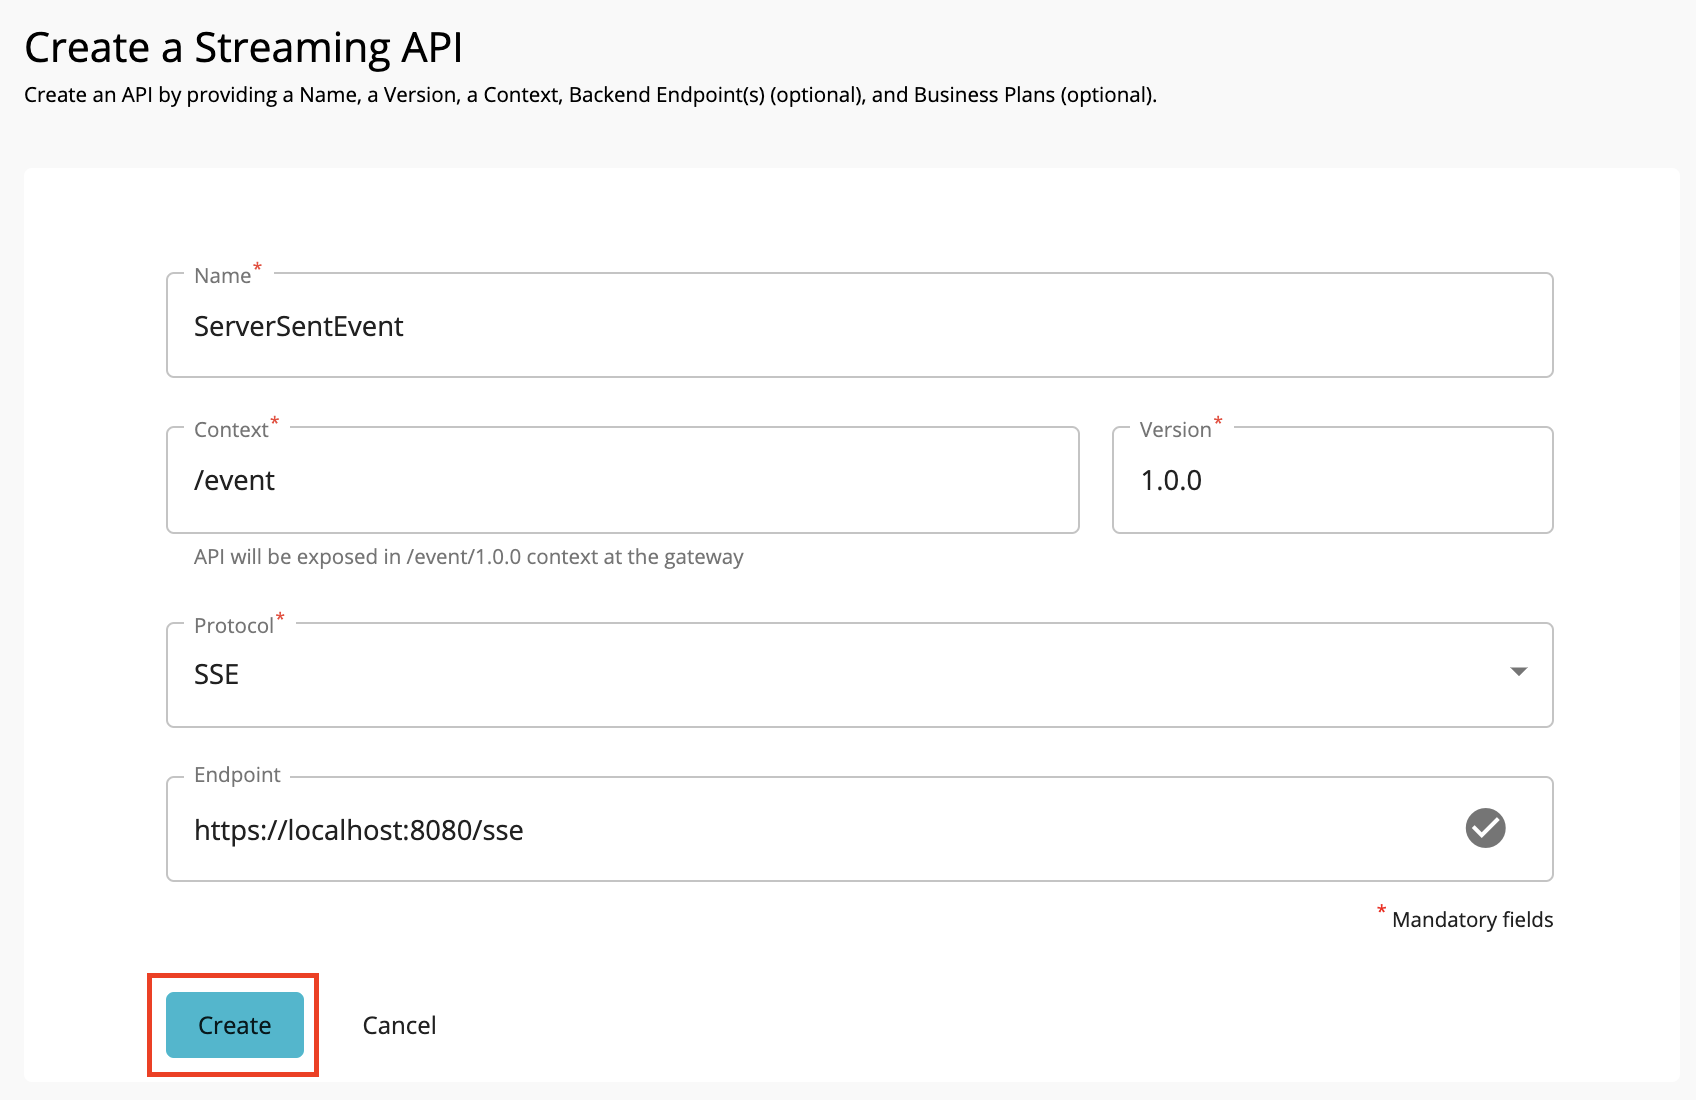 Create a Streaming API
Create an API by providing a Name, a Version, a Context, Backend Endpoint(s) (optional), and Business Plans (optional).
Name*
ServerSentEvent
Context*
/event
Version*
1.0.0
API will be exposed in /event/1.0.0 context at the gateway
Protocol*
SSE
Endpoint
https://localhost:8080/sse
* Mandatory fields
Create
Cancel